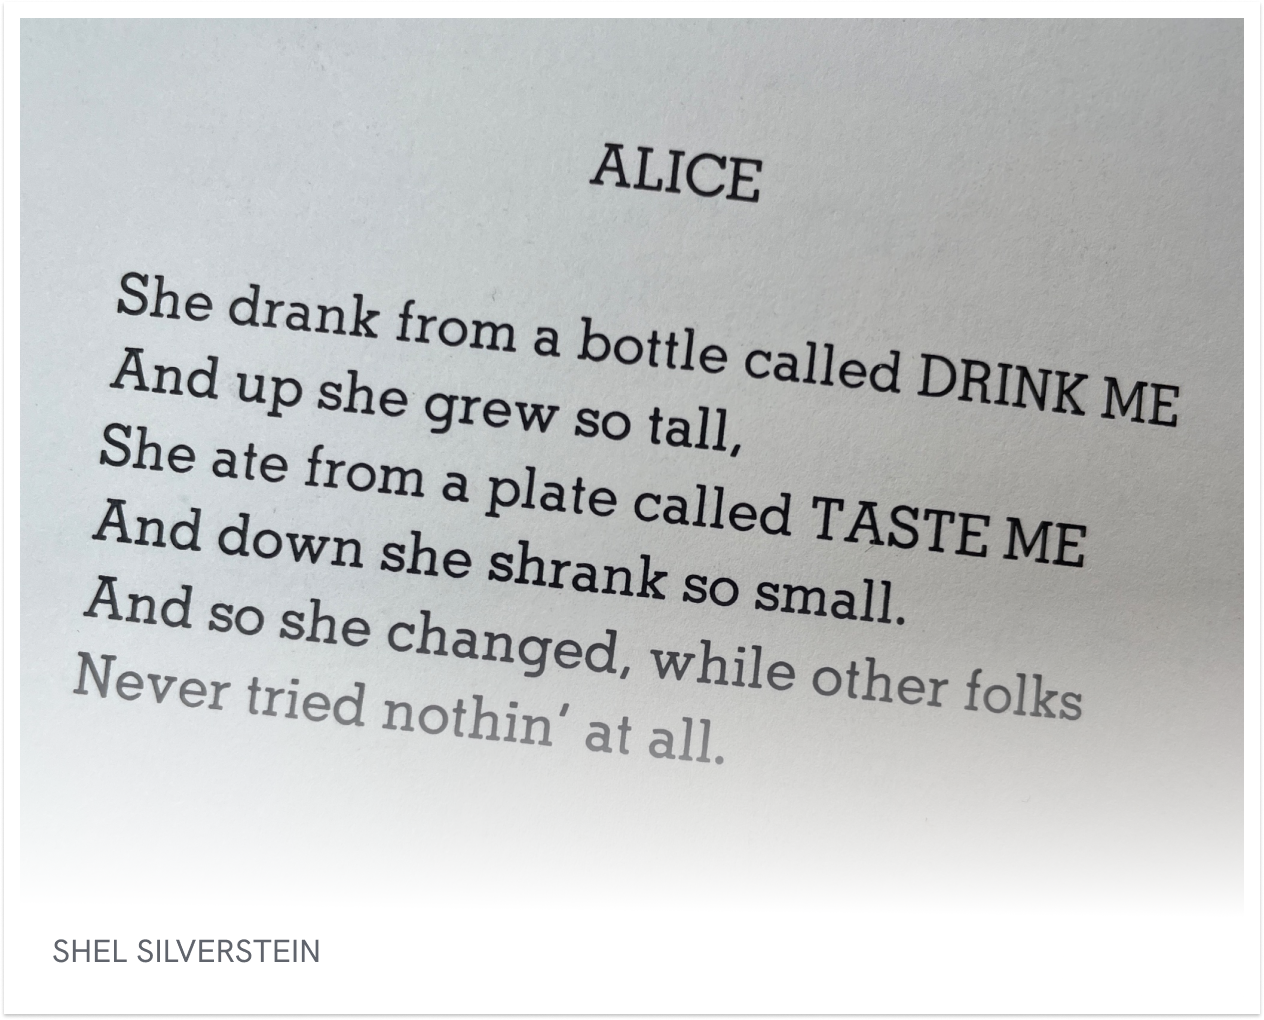 ALICE
She drank from a bottle called DRINK ME
And up she grew so tall,
She ate from a plate called TASTE ME
And down she shrank so small.
And so she changed, while other folks
Never tried nothin’ at all.
SHEL SILVERSTEIN